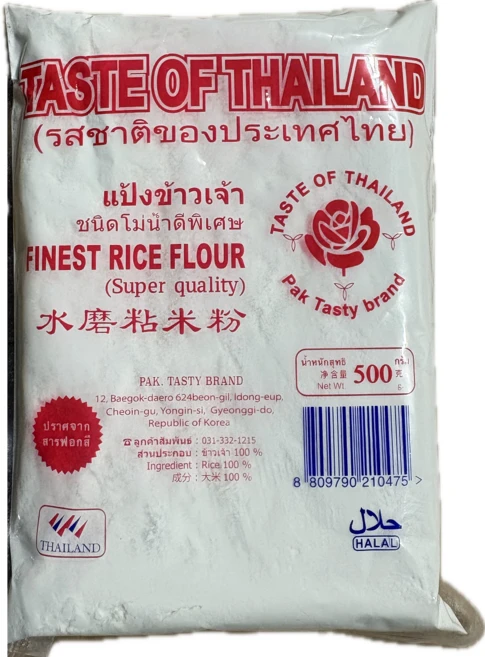 TASTE OF THAILAND
(รสชาติของประเทศไทย)
แป้งข้าวเจ้า
ชนิดโม่น้ำดีพิเศษ
FINEST RICE FLOUR
(Super quality)
水磨粘米粉
TASTE OF THAILAND
Pak Tasty brand
น้ำหนักสุทธิ 500 กรัม
净含量 克
Net Wt. g
PAK. TASTY BRAND
12, Baegok-daero 624beon-gil, Idong-eup,
Cheoin-gu, Yongin-si, Gyeonggi-do,
Republic of Korea
☎ ลูกค้าสัมพันธ์ : 031-332-1215
ส่วนประกอบ : ข้าวเจ้า 100 %
Ingredient : Rice 100 %
成分 : 大米 100 %
ปราศจาก
สารฟอกสี
8 809790 210475 >
THAILAND
حلال
HALAL